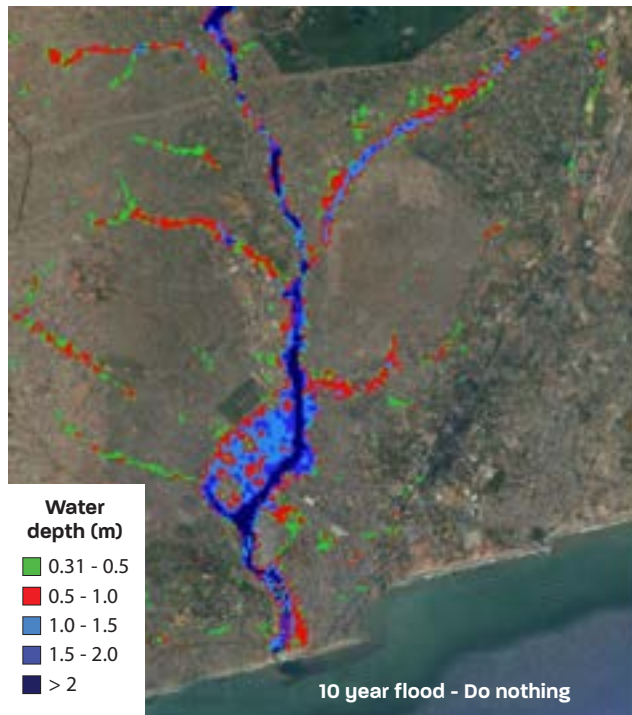 Water
depth (m)
0.31 - 0.5
0.5 - 1.0
1.0 - 1.5
1.5 - 2.0
> 2
10 year flood - Do nothing